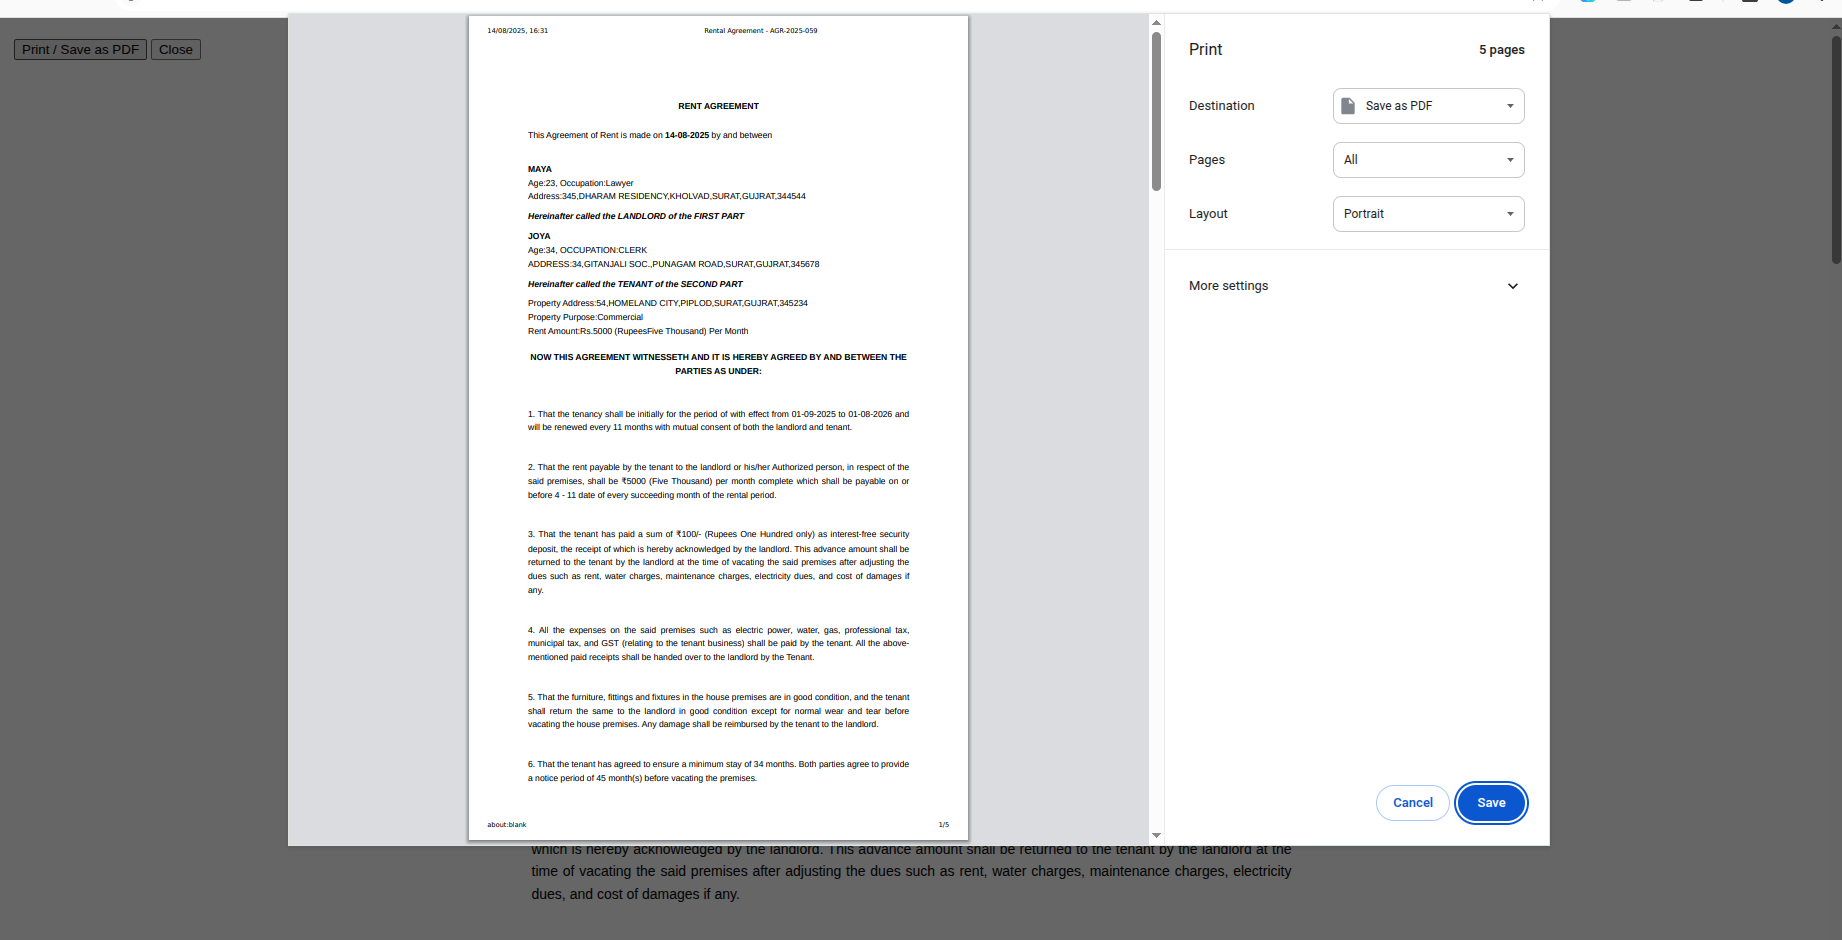 Print / Save as PDF
Close
14/08/2025, 16:31
Rental Agreement - AGR-2025-059
RENT AGREEMENT
This Agreement of Rent is made on 14-08-2025 by and between
MAYA
Age:23, Occupation:Lawyer
Address:345,DHARAM RESIDENCY,KHOLVAD,SURAT,GUJRAT,344544
Hereinafter called the LANDLORD of the FIRST PART
JOYA
Age:34, OCCUPATION:CLERK
ADDRESS:34,GITANJALI SOC.,PUNAGAM ROAD,SURAT,GUJRAT,345678
Hereinafter called the TENANT of the SECOND PART
Property Address:54,HOMELAND CITY,PIPLOD,SURAT,GUJRAT,345234
Property Purpose:Commercial
Rent Amount:Rs.5000 (RupeesFive Thousand) Per Month
NOW THIS AGREEMENT WITNESSETH AND IT IS HEREBY AGREED BY AND BETWEEN THE
PARTIES AS UNDER:
1. That the tenancy shall be initially for the period of with effect from 01-09-2025 to 01-08-2026 and
will be renewed every 11 months with mutual consent of both the landlord and tenant.
2. That the rent payable by the tenant to the landlord or his/her Authorized person, in respect of the
said premises, shall be ₹5000 (Five Thousand) per month complete which shall be payable on or
before 4 - 11 date of every succeeding month of the rental period.
3. That the tenant has paid a sum of ₹100/- (Rupees One Hundred only) as interest-free security
deposit, the receipt of which is hereby acknowledged by the landlord. This advance amount shall be
returned to the tenant by the landlord at the time of vacating the said premises after adjusting the
dues such as rent, water charges, maintenance charges, electricity dues, and cost of damages if
any.
4. All the expenses on the said premises such as electric power, water, gas, professional tax,
municipal tax, and GST (relating to the tenant business) shall be paid by the tenant. All the above-
mentioned paid receipts shall be handed over to the landlord by the Tenant.
5. That the furniture, fittings and fixtures in the house premises are in good condition, and the tenant
shall return the same to the landlord in good condition except for normal wear and tear before
vacating the house premises. Any damage shall be reimbursed by the tenant to the landlord.
6. That the tenant has agreed to ensure a minimum stay of 34 months. Both parties agree to provide
a notice period of 45 month(s) before vacating the premises.
about:blank
1/5
Print
5 pages
Destination
Save as PDF
Pages
All
Layout
Portrait
More settings
Cancel
Save
which is hereby acknowledged by the landlord. This advance amount shall be returned to the tenant by the landlord at the
time of vacating the said premises after adjusting the dues such as rent, water charges, maintenance charges, electricity
dues, and cost of damages if any.